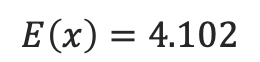 E(x) = 4.102